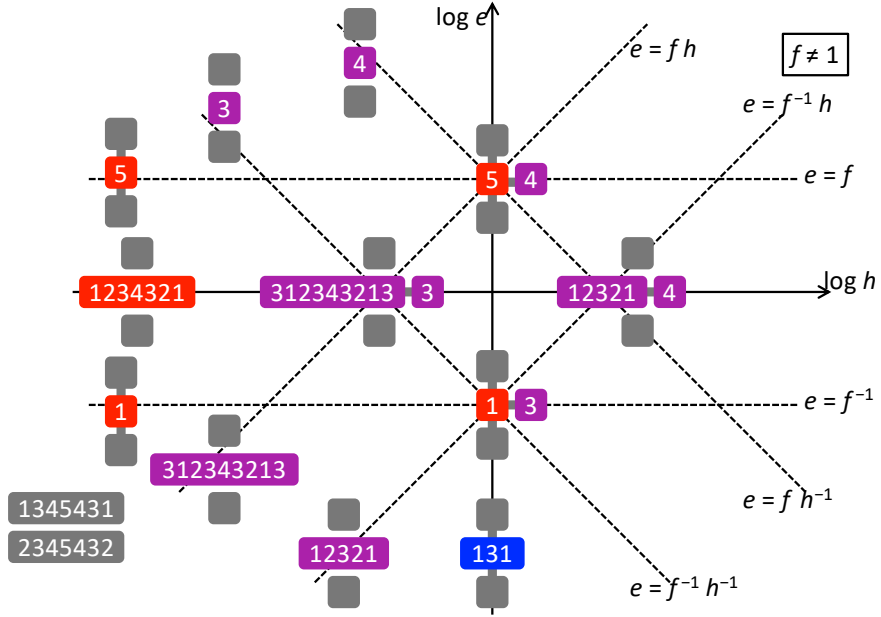 log e
4
e = f h
f ≠ 1
3
e = f⁻¹ h
5
5
4
e = f
1234321
312343213
3
12321
4
log h
1
1
3
e = f⁻¹
312343213
1345431
e = f h⁻¹
2345432
12321
131
e = f⁻¹ h⁻¹